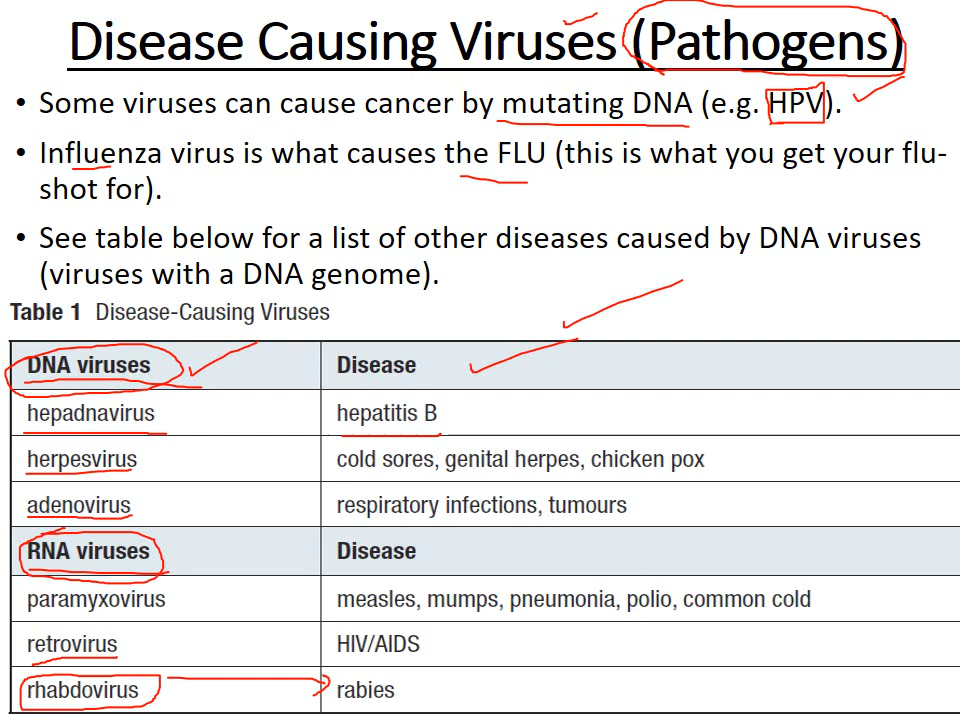 Disease Causing Viruses (Pathogens)
• Some viruses can cause cancer by mutating DNA (e.g. HPV).
• Influenza virus is what causes the FLU (this is what you get your flu-
shot for).
• See table below for a list of other diseases caused by DNA viruses
(viruses with a DNA genome).
Table 1 Disease-Causing Viruses
DNA viruses Disease
hepadnavirus hepatitis B
herpesvirus cold sores, genital herpes, chicken pox
adenovirus respiratory infections, tumours
RNA viruses Disease
paramyxovirus measles, mumps, pneumonia, polio, common cold
retrovirus HIV/AIDS
rhabdovirus rabies